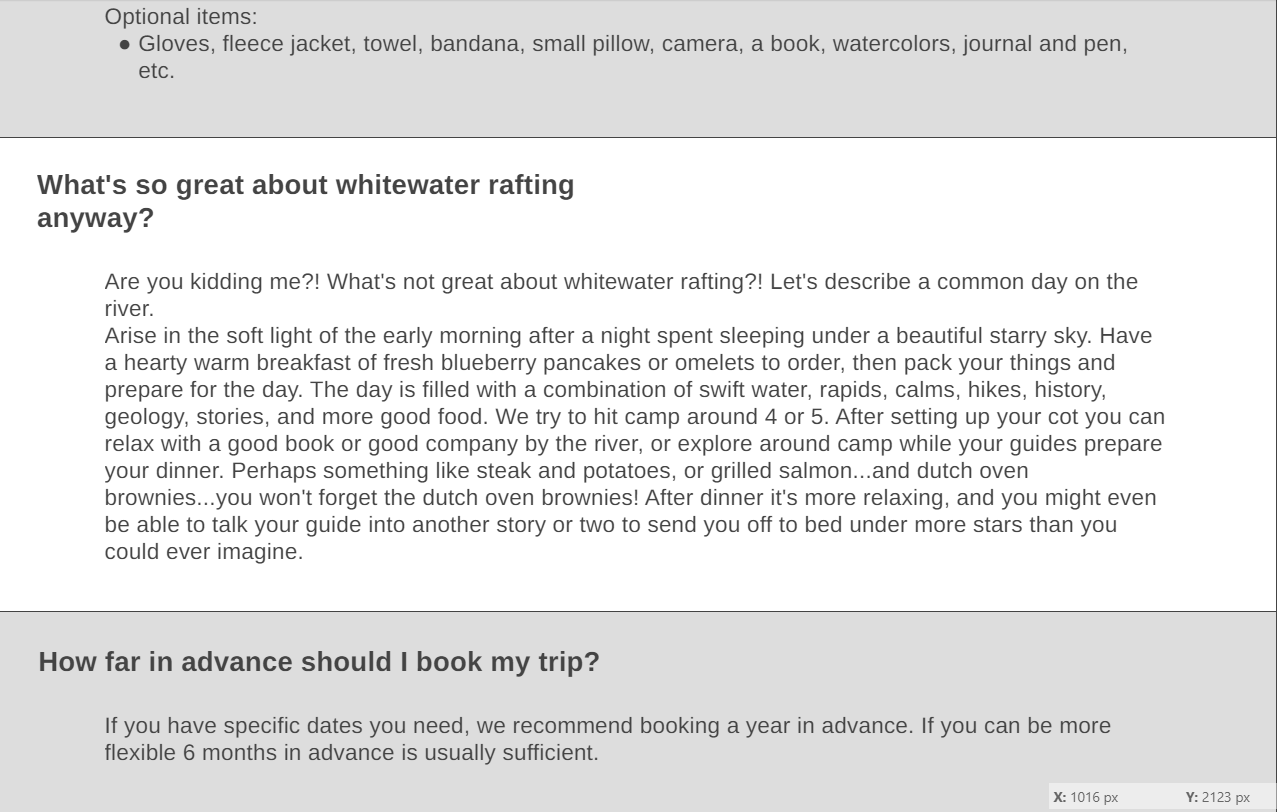 Optional items:
● Gloves, fleece jacket, towel, bandana, small pillow, camera, a book, watercolors, journal and pen,
etc.
What's so great about whitewater rafting
anyway?
Are you kidding me?! What's not great about whitewater rafting?! Let's describe a common day on the
river.
Arise in the soft light of the early morning after a night spent sleeping under a beautiful starry sky. Have
a hearty warm breakfast of fresh blueberry pancakes or omelets to order, then pack your things and
prepare for the day. The day is filled with a combination of swift water, rapids, calms, hikes, history,
geology, stories, and more good food. We try to hit camp around 4 or 5. After setting up your cot you can
relax with a good book or good company by the river, or explore around camp while your guides prepare
your dinner. Perhaps something like steak and potatoes, or grilled salmon...and dutch oven
brownies...you won't forget the dutch oven brownies! After dinner it's more relaxing, and you might even
be able to talk your guide into another story or two to send you off to bed under more stars than you
could ever imagine.
How far in advance should I book my trip?
If you have specific dates you need, we recommend booking a year in advance. If you can be more
flexible 6 months in advance is usually sufficient.
X: 1016 px Y: 2123 px